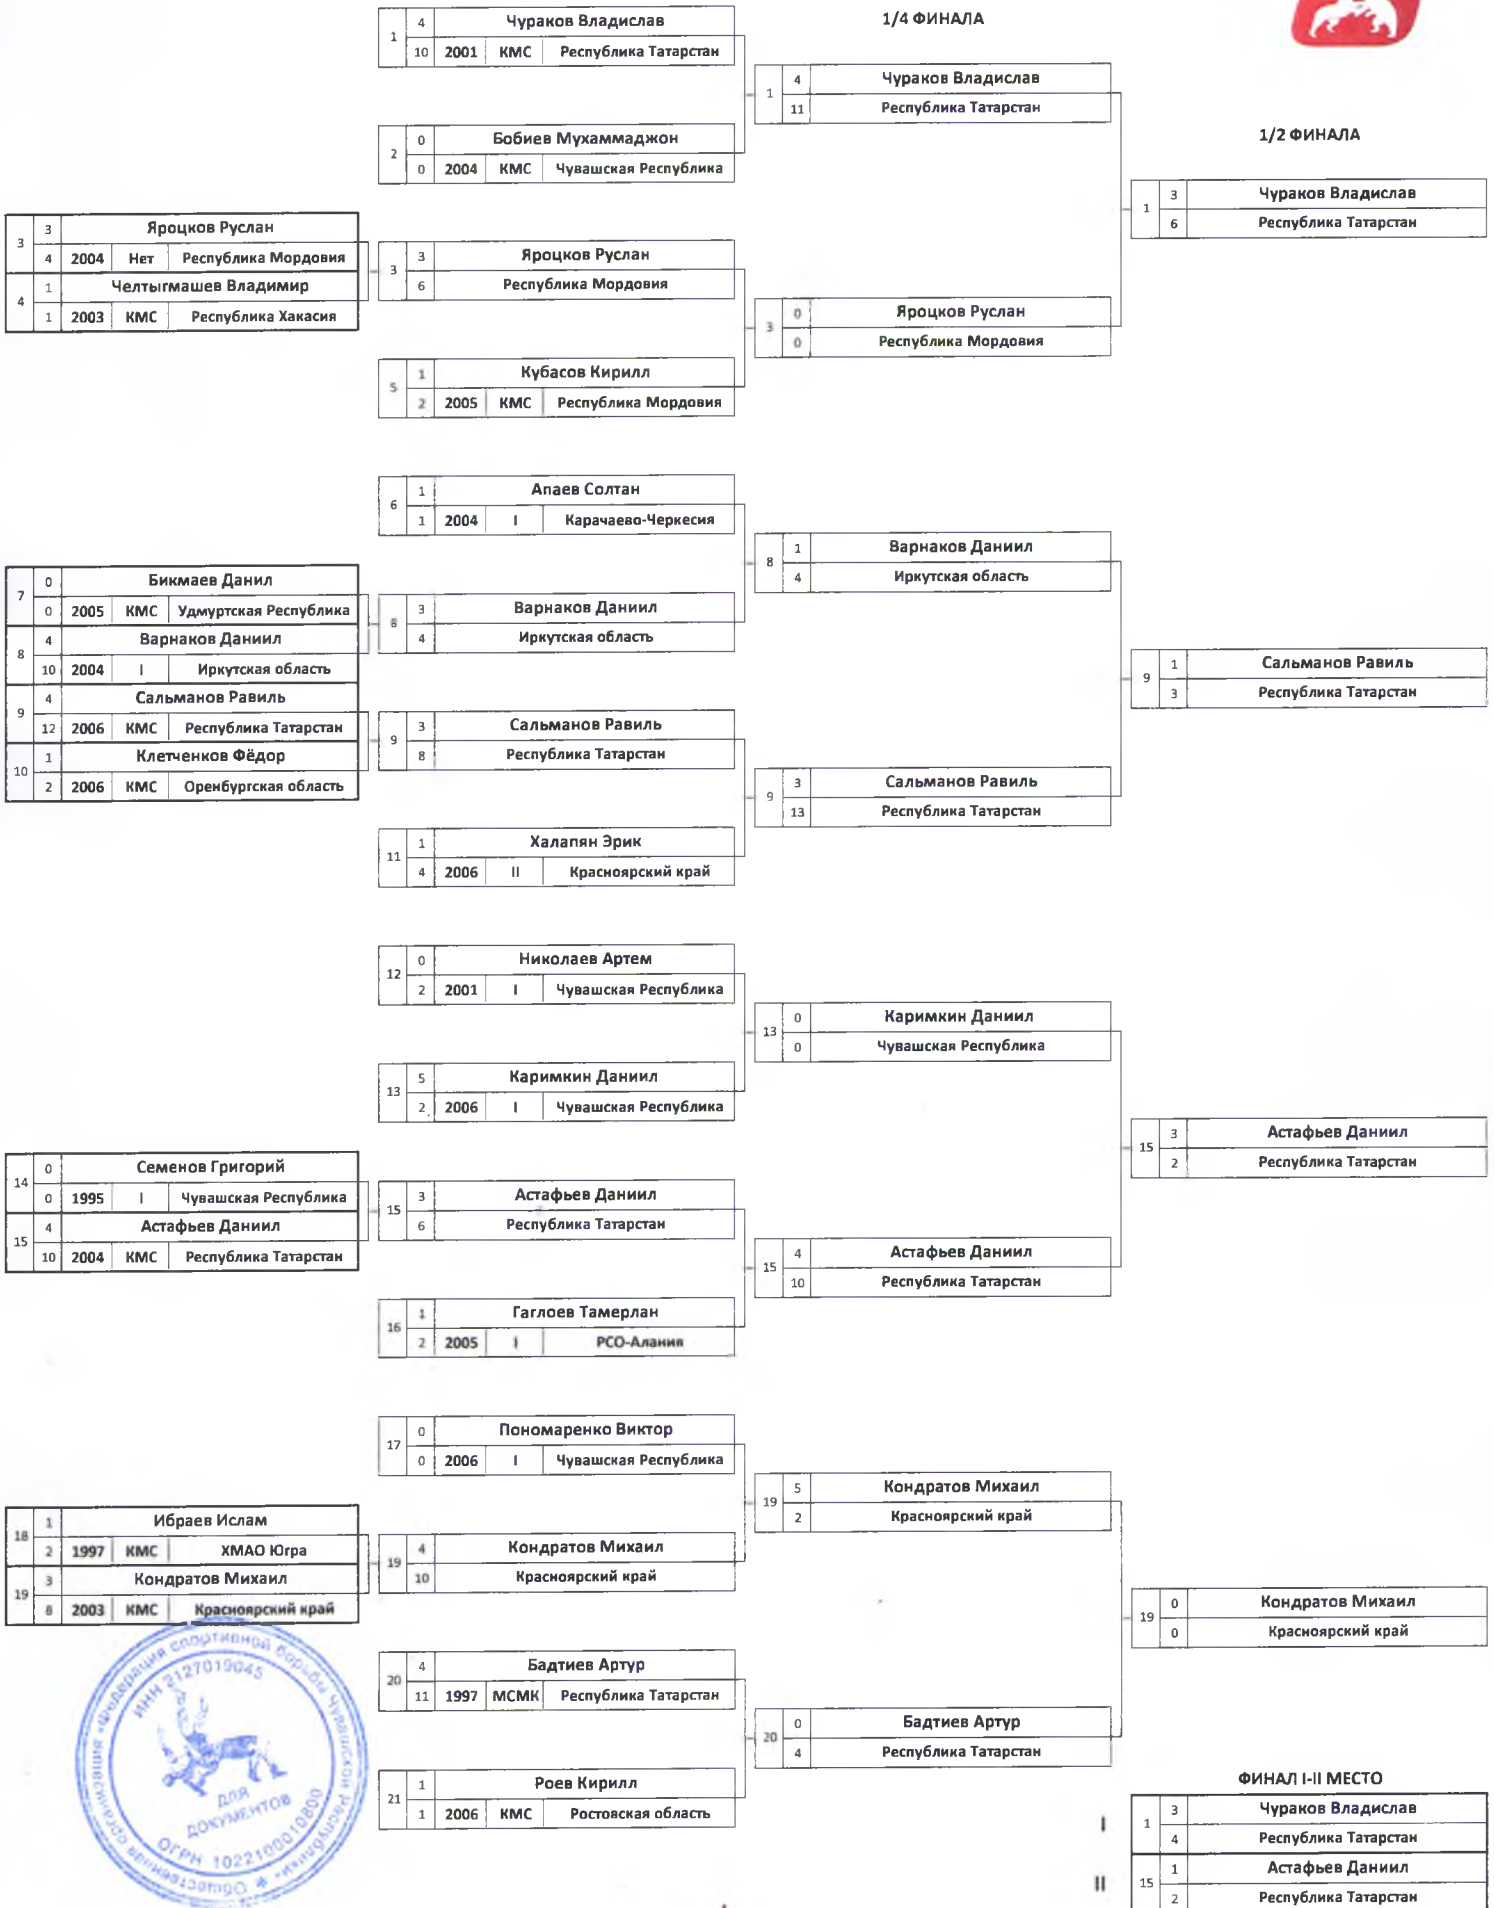 1/4 ФИНАЛА
1/2 ФИНАЛА
3 3 Яроцков Руслан
4 2004 Нет Республика Мордовия
4 1 Челтыгмашев Владимир
1 2003 КМС Республика Хакасия
7 0 Бикмаев Данил
0 2005 КМС Удмуртская Республика
8 4 Варнаков Даниил
10 2004 I Иркутская область
9 4 Сальманов Равиль
12 2006 КМС Республика Татарстан
10 1 Клетченков Фёдор
2 2006 КМС Оренбургская область
14 0 Семенов Григорий
0 1995 I Чувашская Республика
15 4 Астафьев Даниил
10 2004 КМС Республика Татарстан
18 1 Ибраев Ислам
2 1997 КМС ХМАО Югра
19 3 Кондратов Михаил
8 2003 КМС Красноярский край
1 4 Чураков Владислав
10 2001 КМС Республика Татарстан
2 0 Бобиев Мухаммаджон
0 2004 КМС Чувашская Республика
3 3 Яроцков Руслан
6 Республика Мордовия
5 1 Кубасов Кирилл
2 2005 КМС Республика Мордовия
6 1 Апаев Солтан
1 2004 I Карачаево-Черкесия
8 3 Варнаков Даниил
4 Иркутская область
9 3 Сальманов Равиль
8 Республика Татарстан
11 1 Халапян Эрик
4 2006 II Красноярский край
12 0 Николаев Артем
2 2001 I Чувашская Республика
13 5 Каримкин Даниил
2 2006 I Чувашская Республика
15 3 Астафьев Даниил
6 Республика Татарстан
16 1 Гаглоев Тамерлан
2 2005 I РСО-Алания
17 0 Пономаренко Виктор
0 2006 I Чувашская Республика
19 4 Кондратов Михаил
10 Красноярский край
20 4 Бадтиев Артур
11 1997 МСМК Республика Татарстан
21 1 Роев Кирилл
1 2006 КМС Ростовская область
1 4 Чураков Владислав
11 Республика Татарстан
3 0 Яроцков Руслан
0 Республика Мордовия
8 1 Варнаков Даниил
4 Иркутская область
9 3 Сальманов Равиль
13 Республика Татарстан
13 0 Каримкин Даниил
0 Чувашская Республика
15 4 Астафьев Даниил
10 Республика Татарстан
19 5 Кондратов Михаил
2 Красноярский край
20 0 Бадтиев Артур
4 Республика Татарстан
1 3 Чураков Владислав
6 Республика Татарстан
9 1 Сальманов Равиль
3 Республика Татарстан
15 3 Астафьев Даниил
2 Республика Татарстан
19 0 Кондратов Михаил
0 Красноярский край
ФИНАЛ I-II МЕСТО
I 1 3 Чураков Владислав
4 Республика Татарстан
II 15 1 Астафьев Даниил
2 Республика Татарстан
Общественная организация «Федерация спортивной борьбы Чувашской Республики»
ИНН 2127019045
ДЛЯ
ДОКУМЕНТОВ
ОГРН 1022100010800